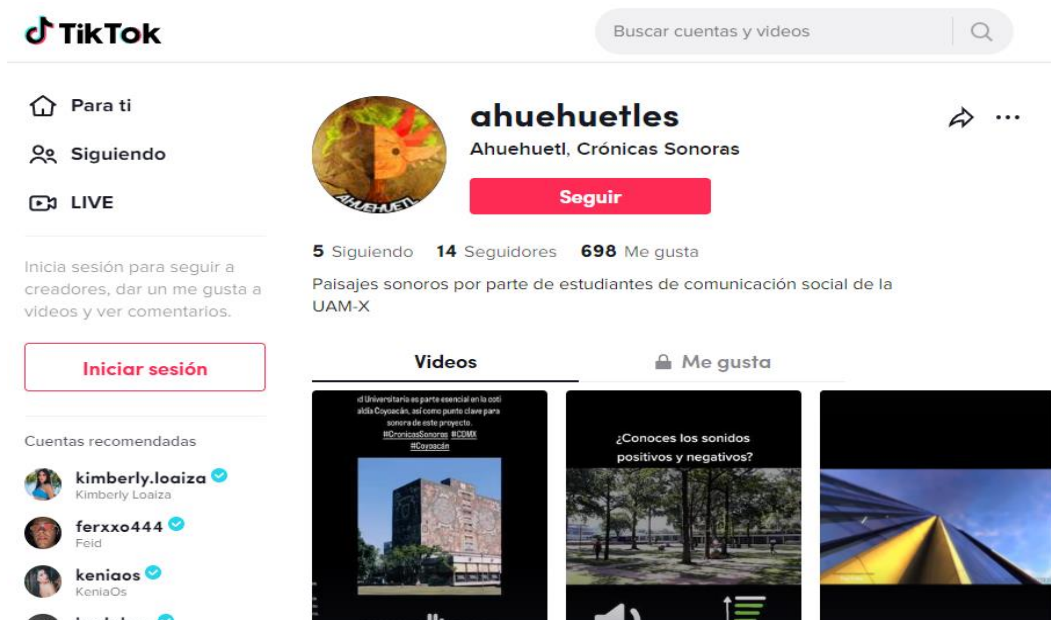 TikTok
Buscar cuentas y videos
Para ti
Siguiendo
LIVE
Inicia sesión para seguir a
creadores, dar un me gusta a
videos y ver comentarios.
Iniciar sesión
Cuentas recomendadas
kimberly.loaiza
Kimberly Loaiza
ferxxo444
Feid
keniaos
KeniaOs
AHUEHUETL
ahuehuetles
Ahuehuetl, Crónicas Sonoras
Seguir
5 Siguiendo 14 Seguidores 698 Me gusta
Paisajes sonoros por parte de estudiantes de comunicación social de la
UAM-X
Videos
Me gusta
d Universitaria es parte esencial en la coti
aldía Coyoacán, así como punto clave para
sonora de este proyecto.
#CronicasSonoras #CDMX
#Coyoacán
¿Conoces los sonidos
positivos y negativos?